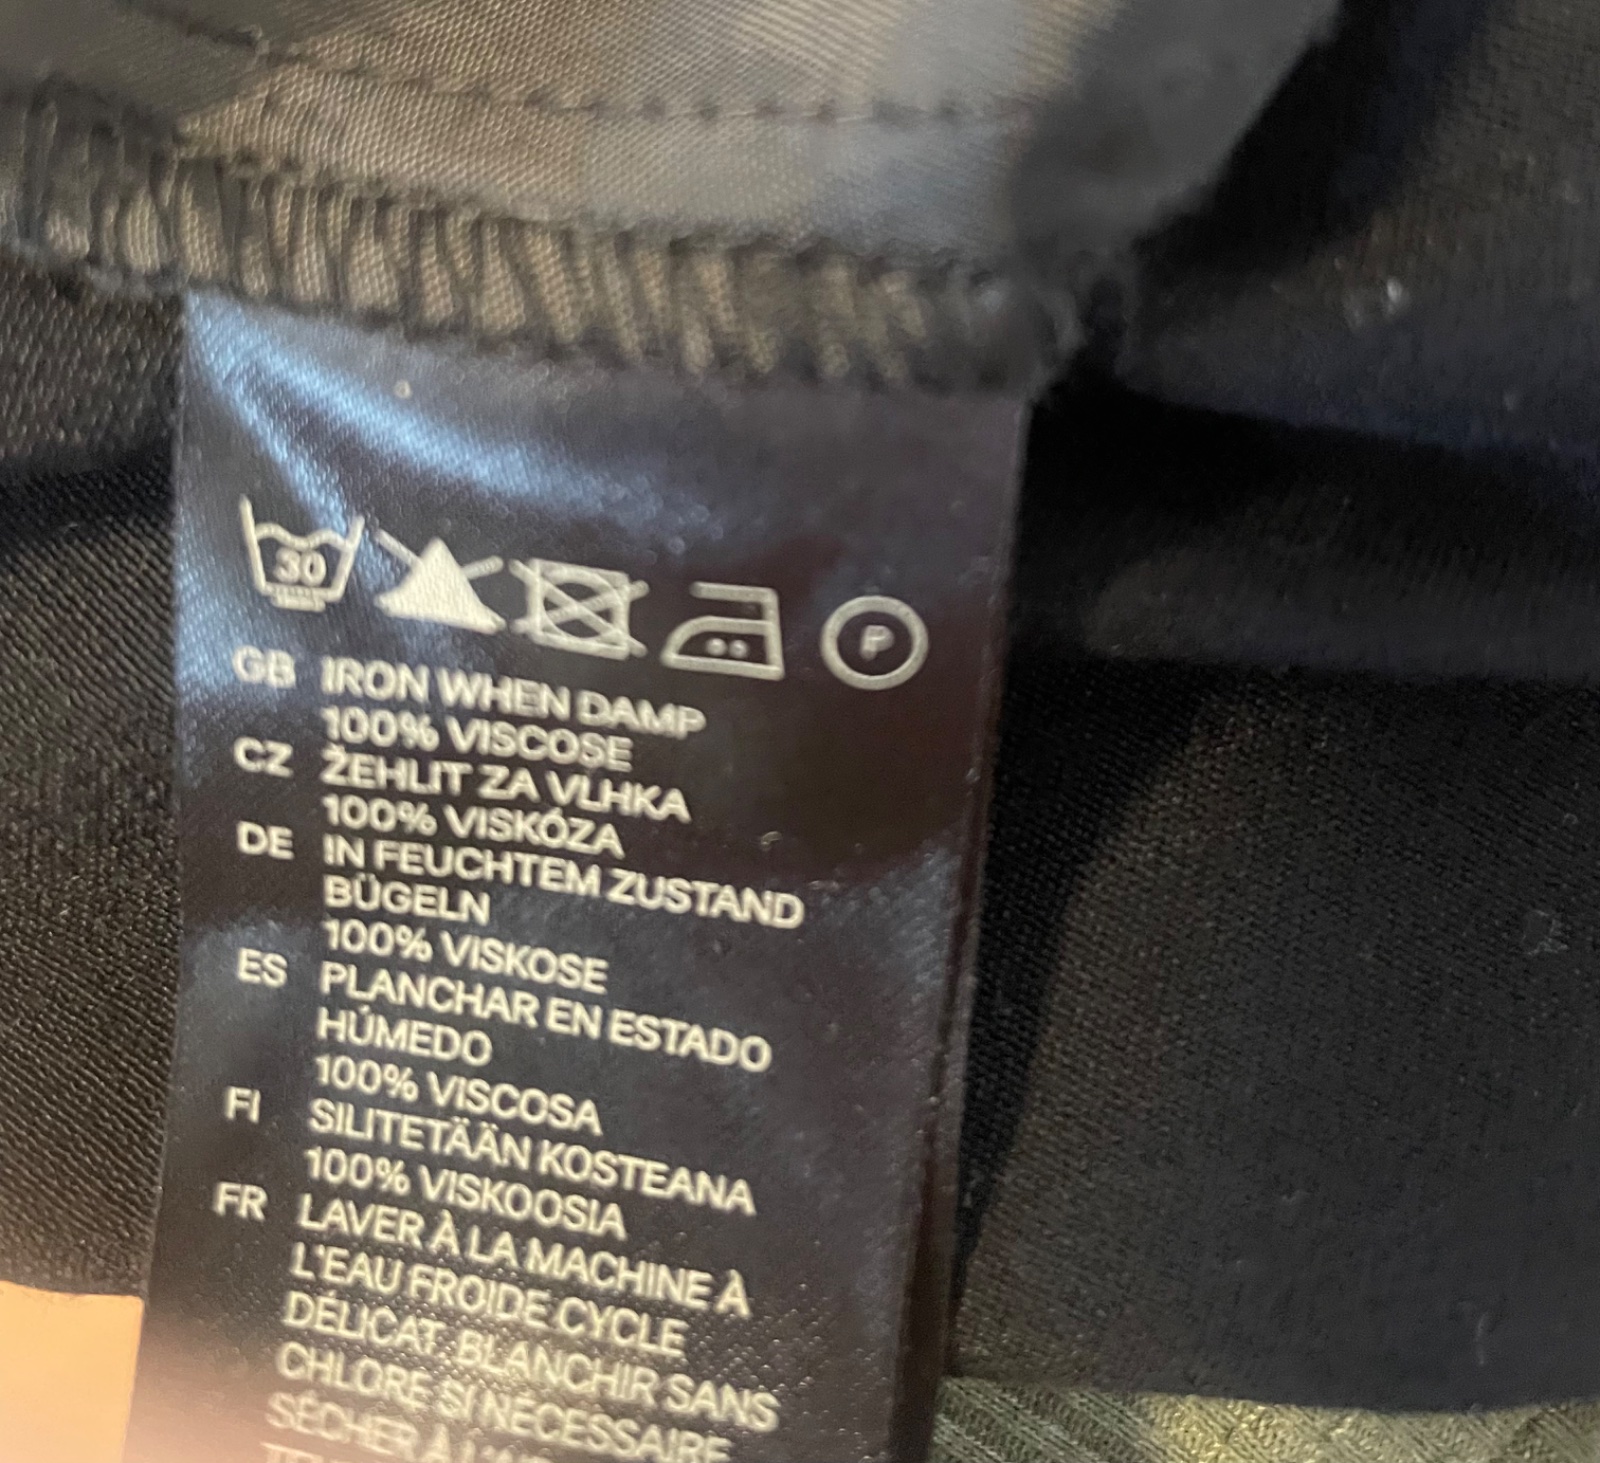 30
P
GB IRON WHEN DAMP
100% VISCOSE
CZ ŽEHLIT ZA VLHKA
100% VISKÓZA
DE IN FEUCHTEM ZUSTAND
BÜGELN
100% VISKOSE
ES PLANCHAR EN ESTADO
HÚMEDO
100% VISCOSA
FI SILITETÄÄN KOSTEANA
100% VISKOOSIA
FR LAVER À LA MACHINE À
L'EAU FROIDE CYCLE
DÉLICAT. BLANCHIR SANS
CHLORE SI NÉCESSAIRE
SÉCHER À